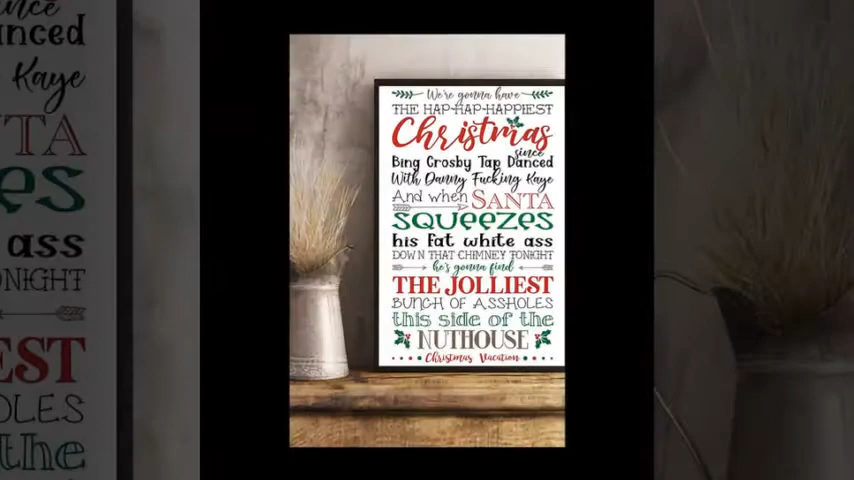 We're gonna have
THE HAP-HAP-HAPPIEST
Christmas
since
Bing Crosby Tap Danced
With Danny Fucking Kaye
And when SANTA
SQUEEZES
his fat white ass
DOWN THAT CHIMNEY TONIGHT
he's gonna find
THE JOLLIEST
BUNCH OF ASSHOLES
this side of the
NUTHOUSE
Christmas Vacation